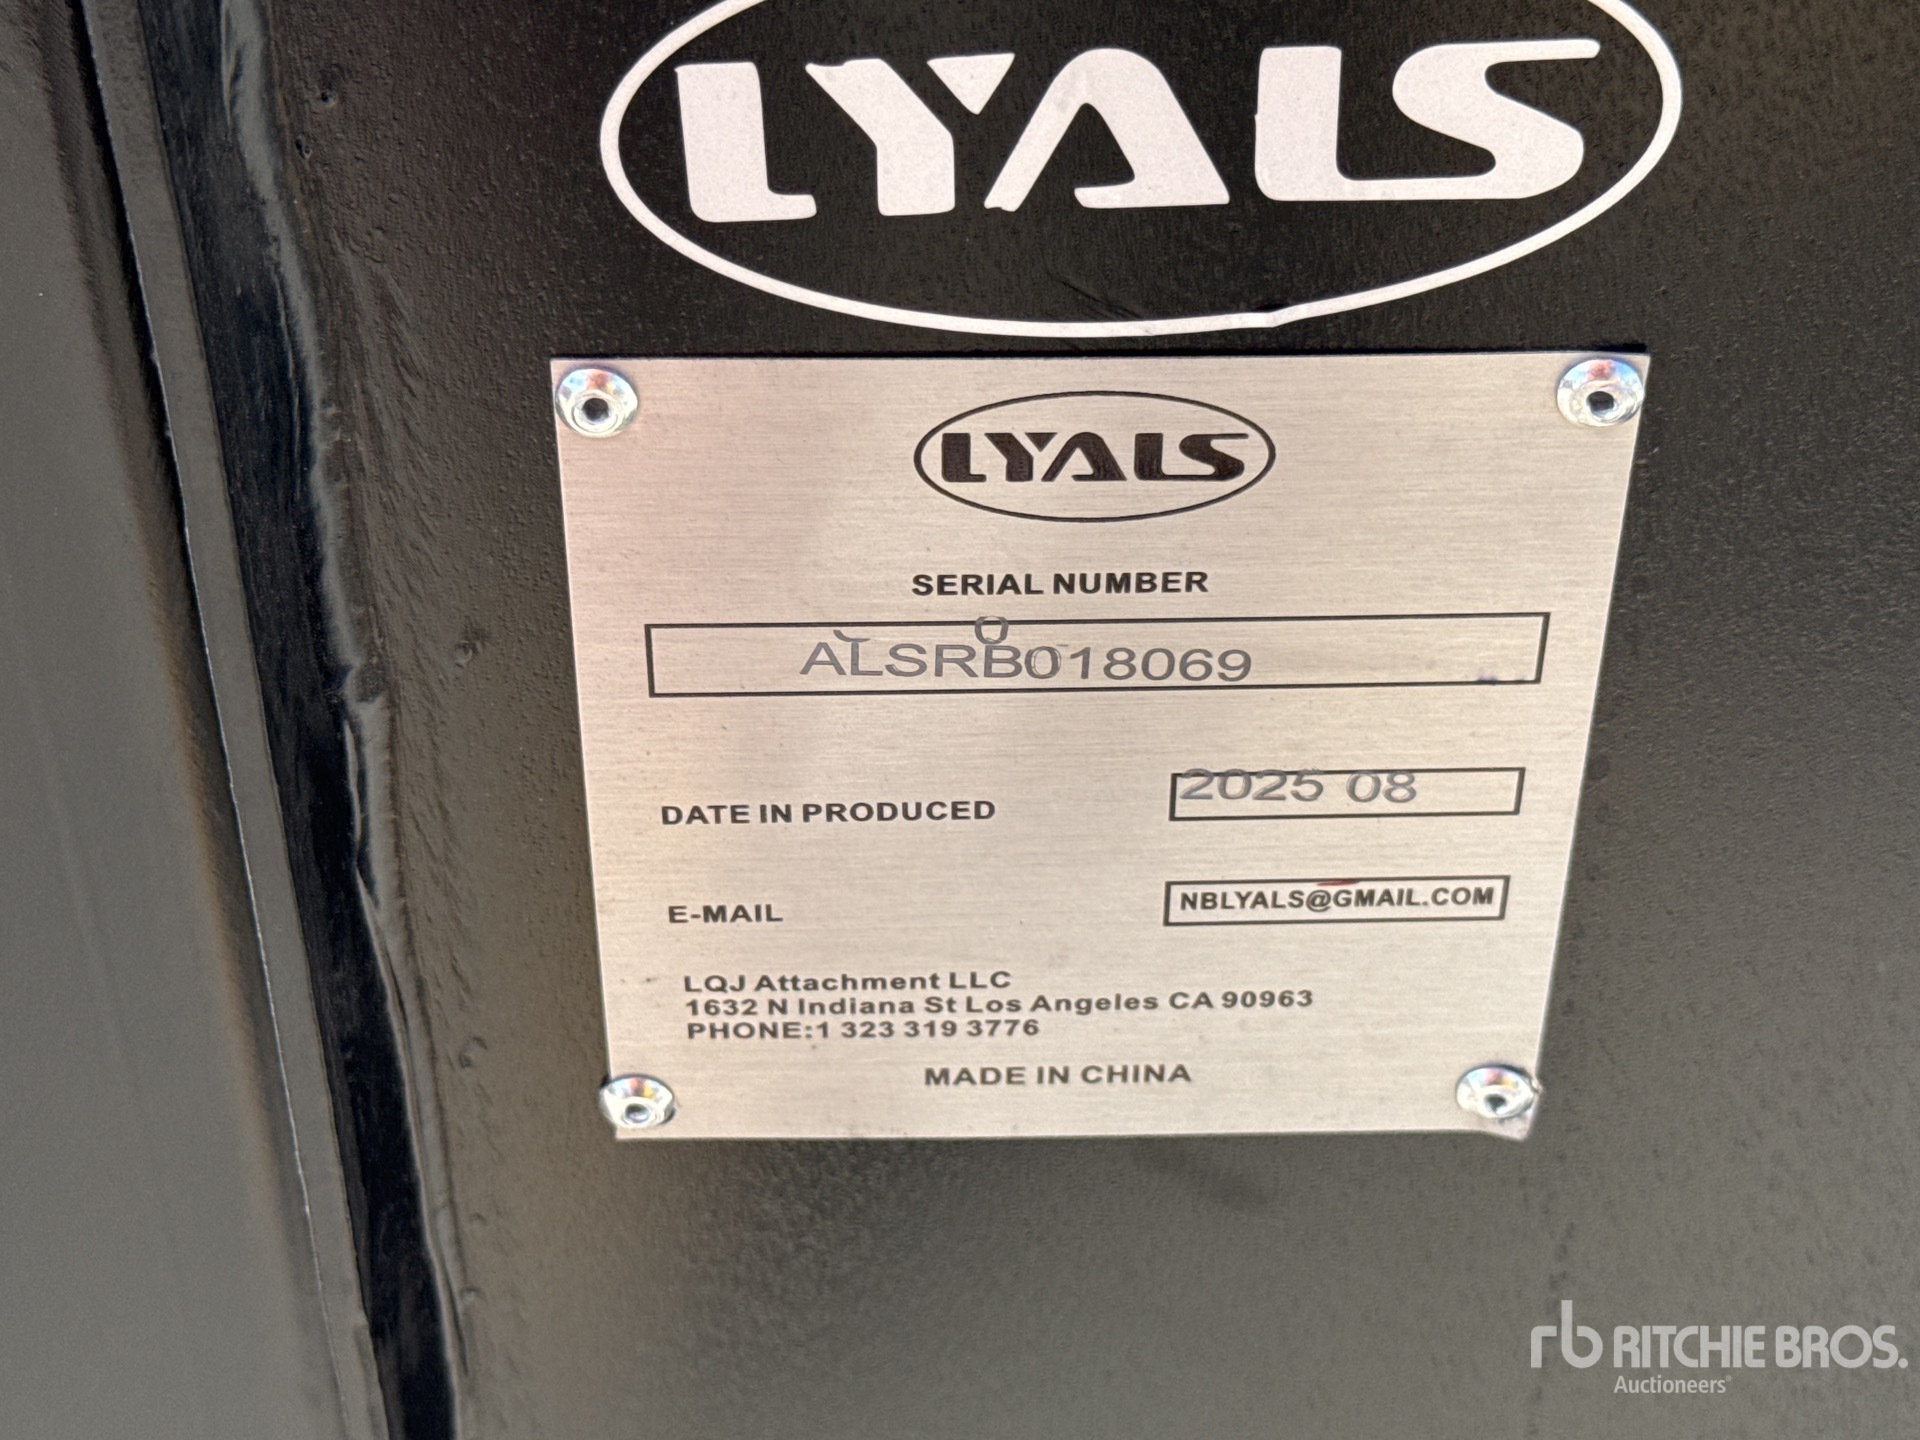 LYALS
LYALS
SERIAL NUMBER
ALSRB018069
DATE IN PRODUCED
2025 08
E-MAIL
NBLYALS@GMAIL.COM
LQJ Attachment LLC
1632 N Indiana St Los Angeles CA 90963
PHONE:1 323 319 3776
MADE IN CHINA
rb RITCHIE BROS.
Auctioneers